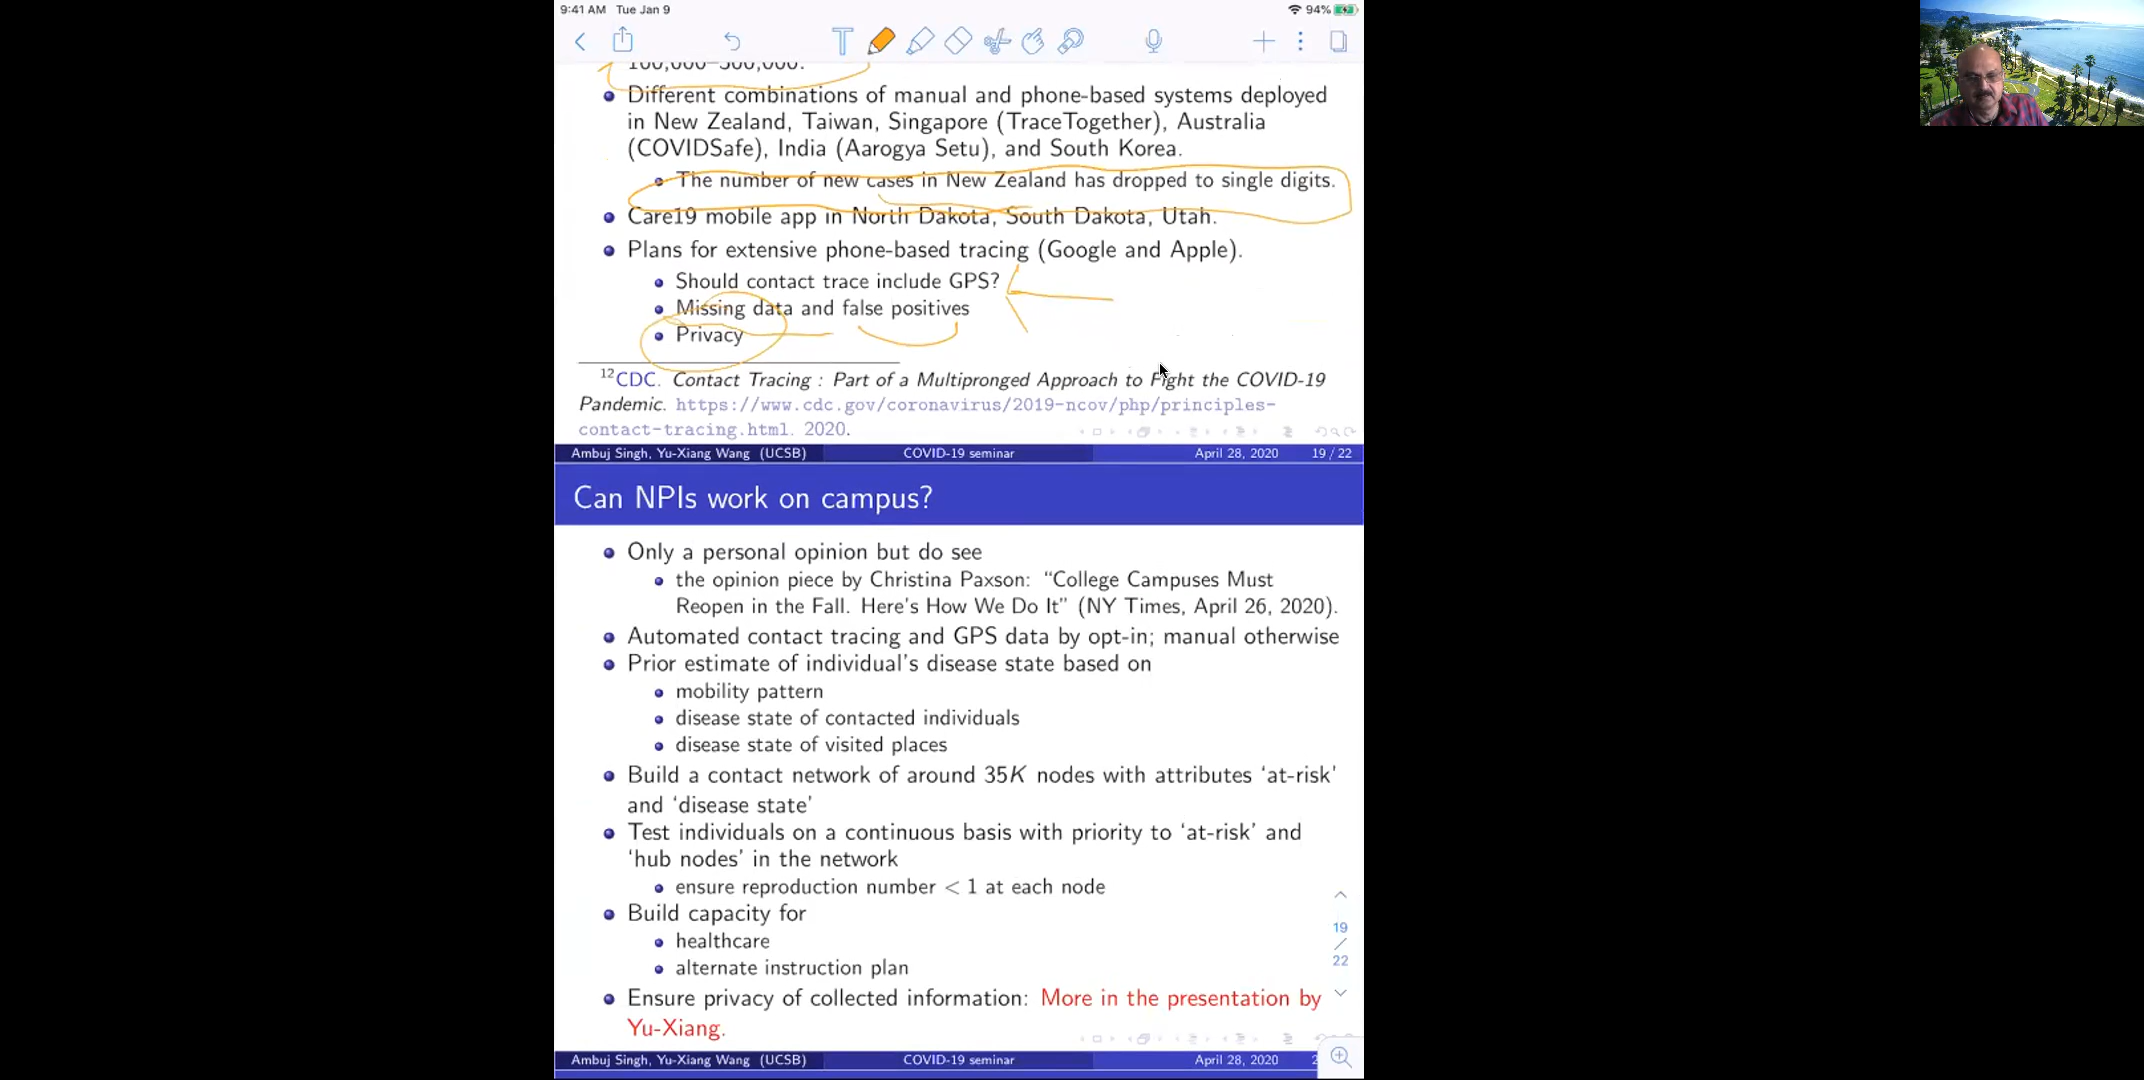 9:41 AM Tue Jan 9
94%
100,000–300,000.
Different combinations of manual and phone-based systems deployed
in New Zealand, Taiwan, Singapore (TraceTogether), Australia
(COVIDSafe), India (Aarogya Setu), and South Korea.
The number of new cases in New Zealand has dropped to single digits.
Care19 mobile app in North Dakota, South Dakota, Utah.
Plans for extensive phone-based tracing (Google and Apple).
Should contact trace include GPS?
Missing data and false positives
Privacy
12CDC. Contact Tracing : Part of a Multipronged Approach to Fight the COVID-19
Pandemic. https://www.cdc.gov/coronavirus/2019-ncov/php/principles-
contact-tracing.html. 2020.
Ambuj Singh, Yu-Xiang Wang (UCSB) COVID-19 seminar April 28, 2020 19 / 22
Can NPIs work on campus?
Only a personal opinion but do see
the opinion piece by Christina Paxson: “College Campuses Must
Reopen in the Fall. Here's How We Do It” (NY Times, April 26, 2020).
Automated contact tracing and GPS data by opt-in; manual otherwise
Prior estimate of individual's disease state based on
mobility pattern
disease state of contacted individuals
disease state of visited places
Build a contact network of around 35K nodes with attributes ‘at-risk’
and ‘disease state’
Test individuals on a continuous basis with priority to ‘at-risk’ and
‘hub nodes’ in the network
ensure reproduction number < 1 at each node
Build capacity for
healthcare
19
/
22
alternate instruction plan
Ensure privacy of collected information: More in the presentation by
Yu-Xiang.
Ambuj Singh, Yu-Xiang Wang (UCSB) COVID-19 seminar April 28, 2020 2